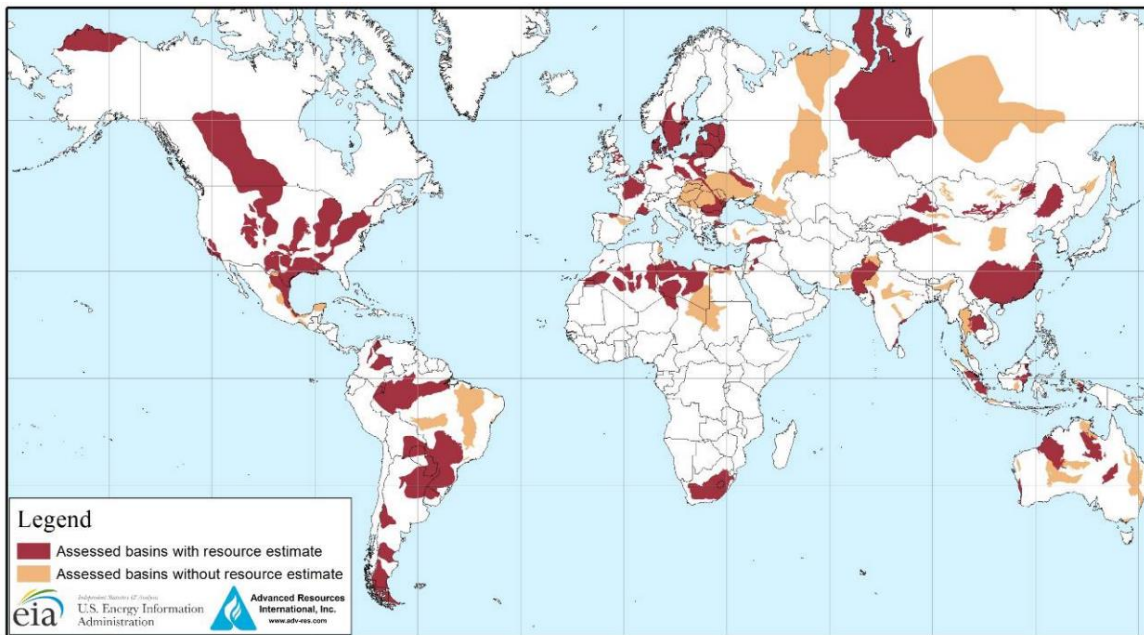 Legend
Assessed basins with resource estimate
Assessed basins without resource estimate
eia
Independent Statistics & Analysis
U.S. Energy Information
Administration
Advanced Resources
International, Inc.
www.adv-res.com